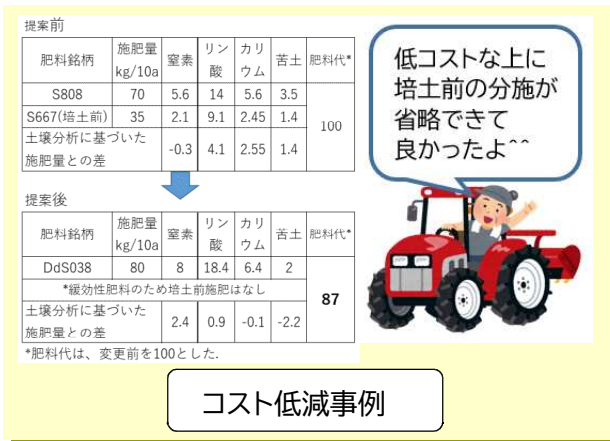 提案前
肥料銘柄 施肥量kg/10a 窒素 リン酸 カリウム 苦土 肥料代*
S808 70 5.6 14 5.6 3.5 100
S667(培土前) 35 2.1 9.1 2.45 1.4
土壌分析に基づいた施肥量との差 -0.3 4.1 2.55 1.4
提案後
肥料銘柄 施肥量kg/10a 窒素 リン酸 カリウム 苦土 肥料代*
DdS038 80 8 18.4 6.4 2 87
*緩効性肥料のため培土前施肥はなし
土壌分析に基づいた施肥量との差 2.4 0.9 -0.1 -2.2
*肥料代は、変更前を100とした.
低コストな上に
培土前の分施が
省略できて
良かったよ^^
コスト低減事例